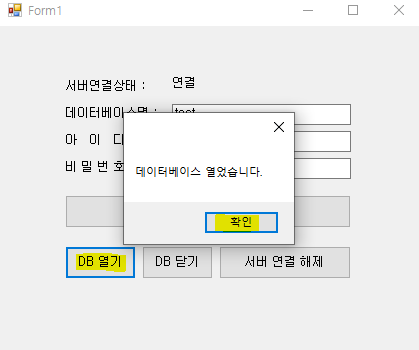 Form1
서버연결상태 : 연결
데이터베이스명 : test
아 이 디
비 밀 번 호
데이터베이스 열었습니다.
확인
DB 열기 DB 닫기 서버 연결 해제